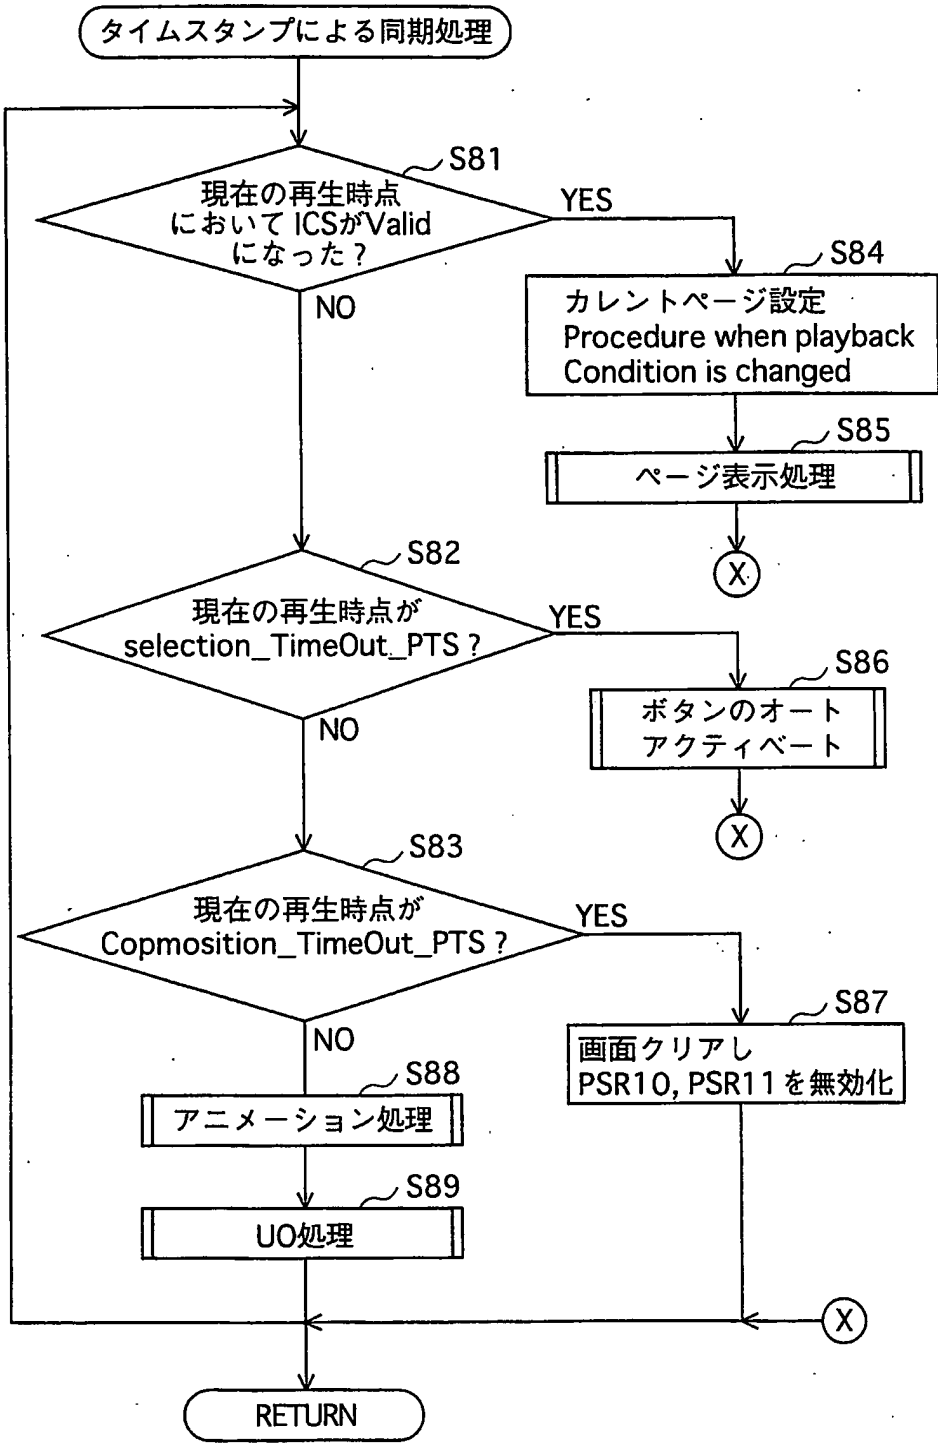 タイムスタンプによる同期処理
S81
現在の再生時点
において ICSがValid
になった?
YES
NO
S84
カレントページ設定
Procedure when playback
Condition is changed
S85
ページ表示処理
X
S82
現在の再生時点が
selection_TimeOut_PTS?
YES
NO
S86
ボタンのオート
アクティベート
X
S83
現在の再生時点が
Copmosition_TimeOut_PTS?
YES
NO
S87
画面クリアし
PSR10, PSR11を無効化
S88
アニメーション処理
S89
UO処理
X
RETURN